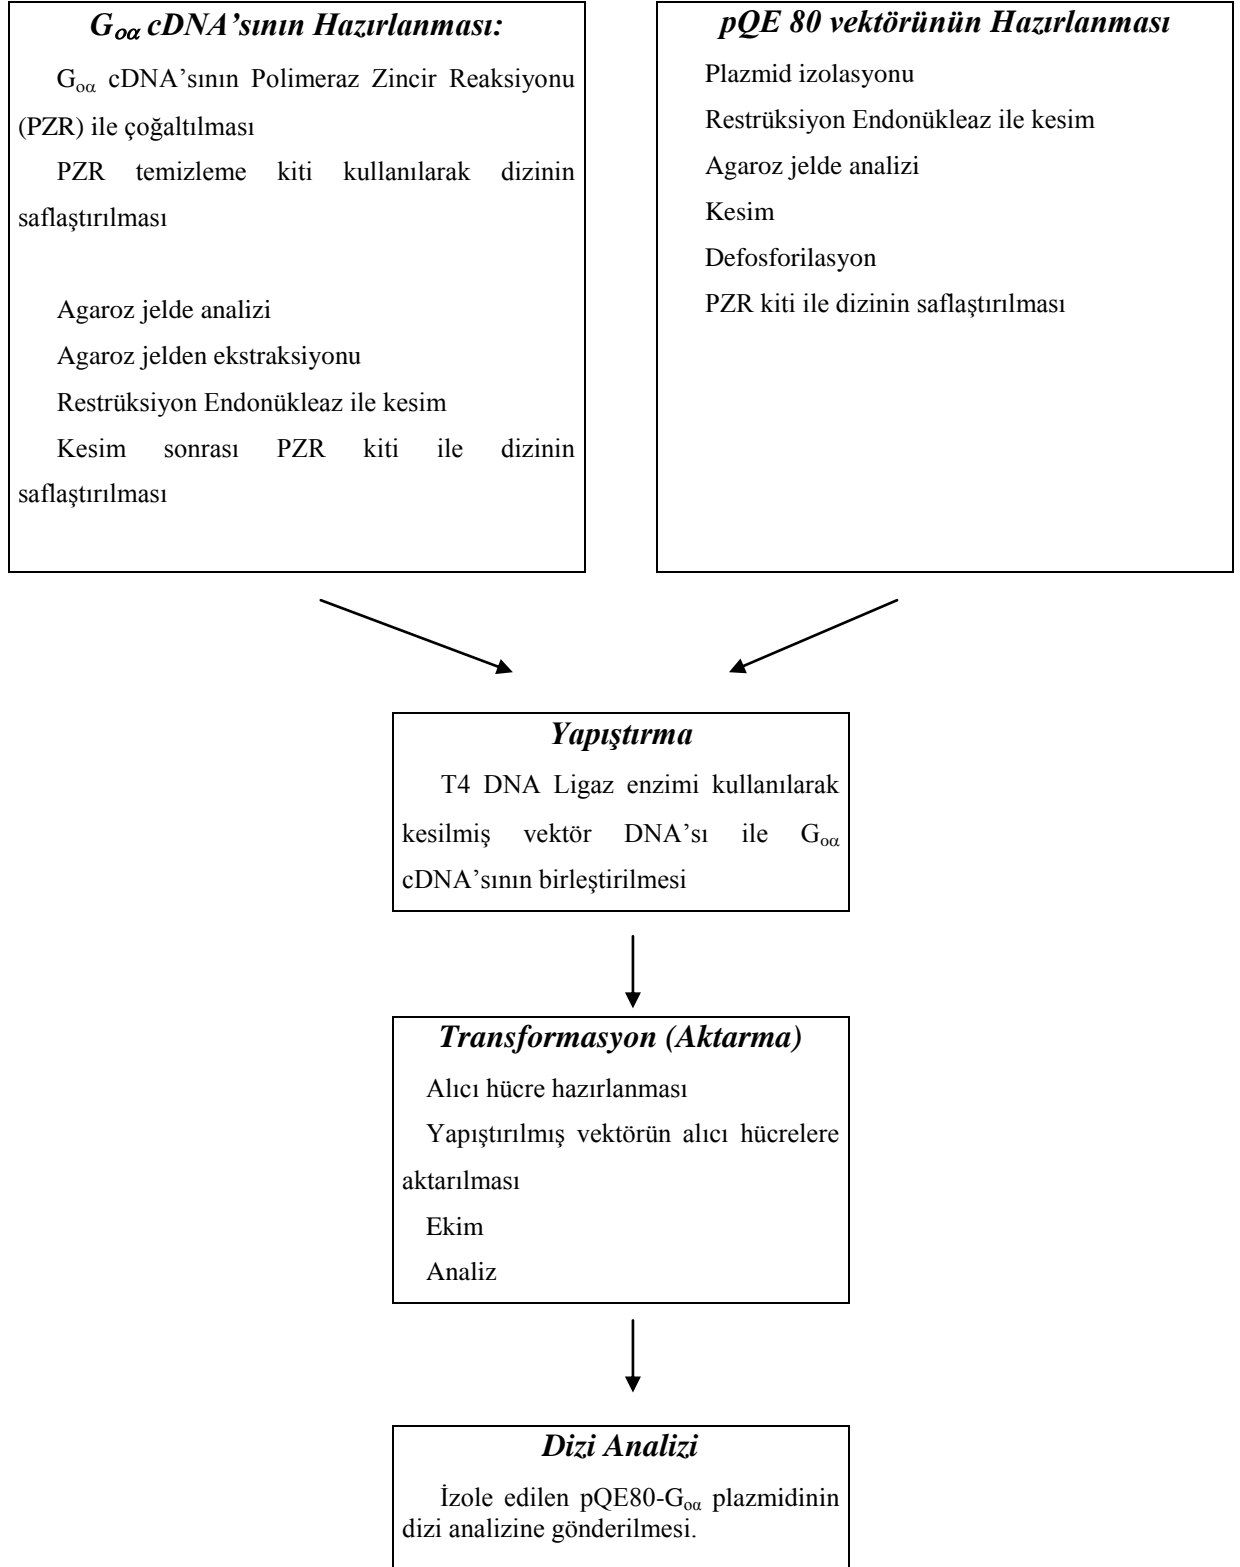 G_oα cDNA’sının Hazırlanması:
G_oα cDNA’sının Polimeraz Zincir Reaksiyonu
(PZR) ile çoğaltılması
PZR temizleme kiti kullanılarak dizinin
saflaştırılması
Agaroz jelde analizi
Agaroz jelden ekstraksiyonu
Restrüksiyon Endonükleaz ile kesim
Kesim sonrası PZR kiti ile dizinin
saflaştırılması
pQE 80 vektörünün Hazırlanması
Plazmid izolasyonu
Restrüksiyon Endonükleaz ile kesim
Agaroz jelde analizi
Kesim
Defosforilasyon
PZR kiti ile dizinin saflaştırılması
Yapıştırma
T4 DNA Ligaz enzimi kullanılarak
kesilmiş vektör DNA’sı ile G_oα
cDNA’sının birleştirilmesi
Transformasyon (Aktarma)
Alıcı hücre hazırlanması
Yapıştırılmış vektörün alıcı hücrelere
aktarılması
Ekim
Analiz
Dizi Analizi
İzole edilen pQE80-G_oα plazmidinin
dizi analizine gönderilmesi.